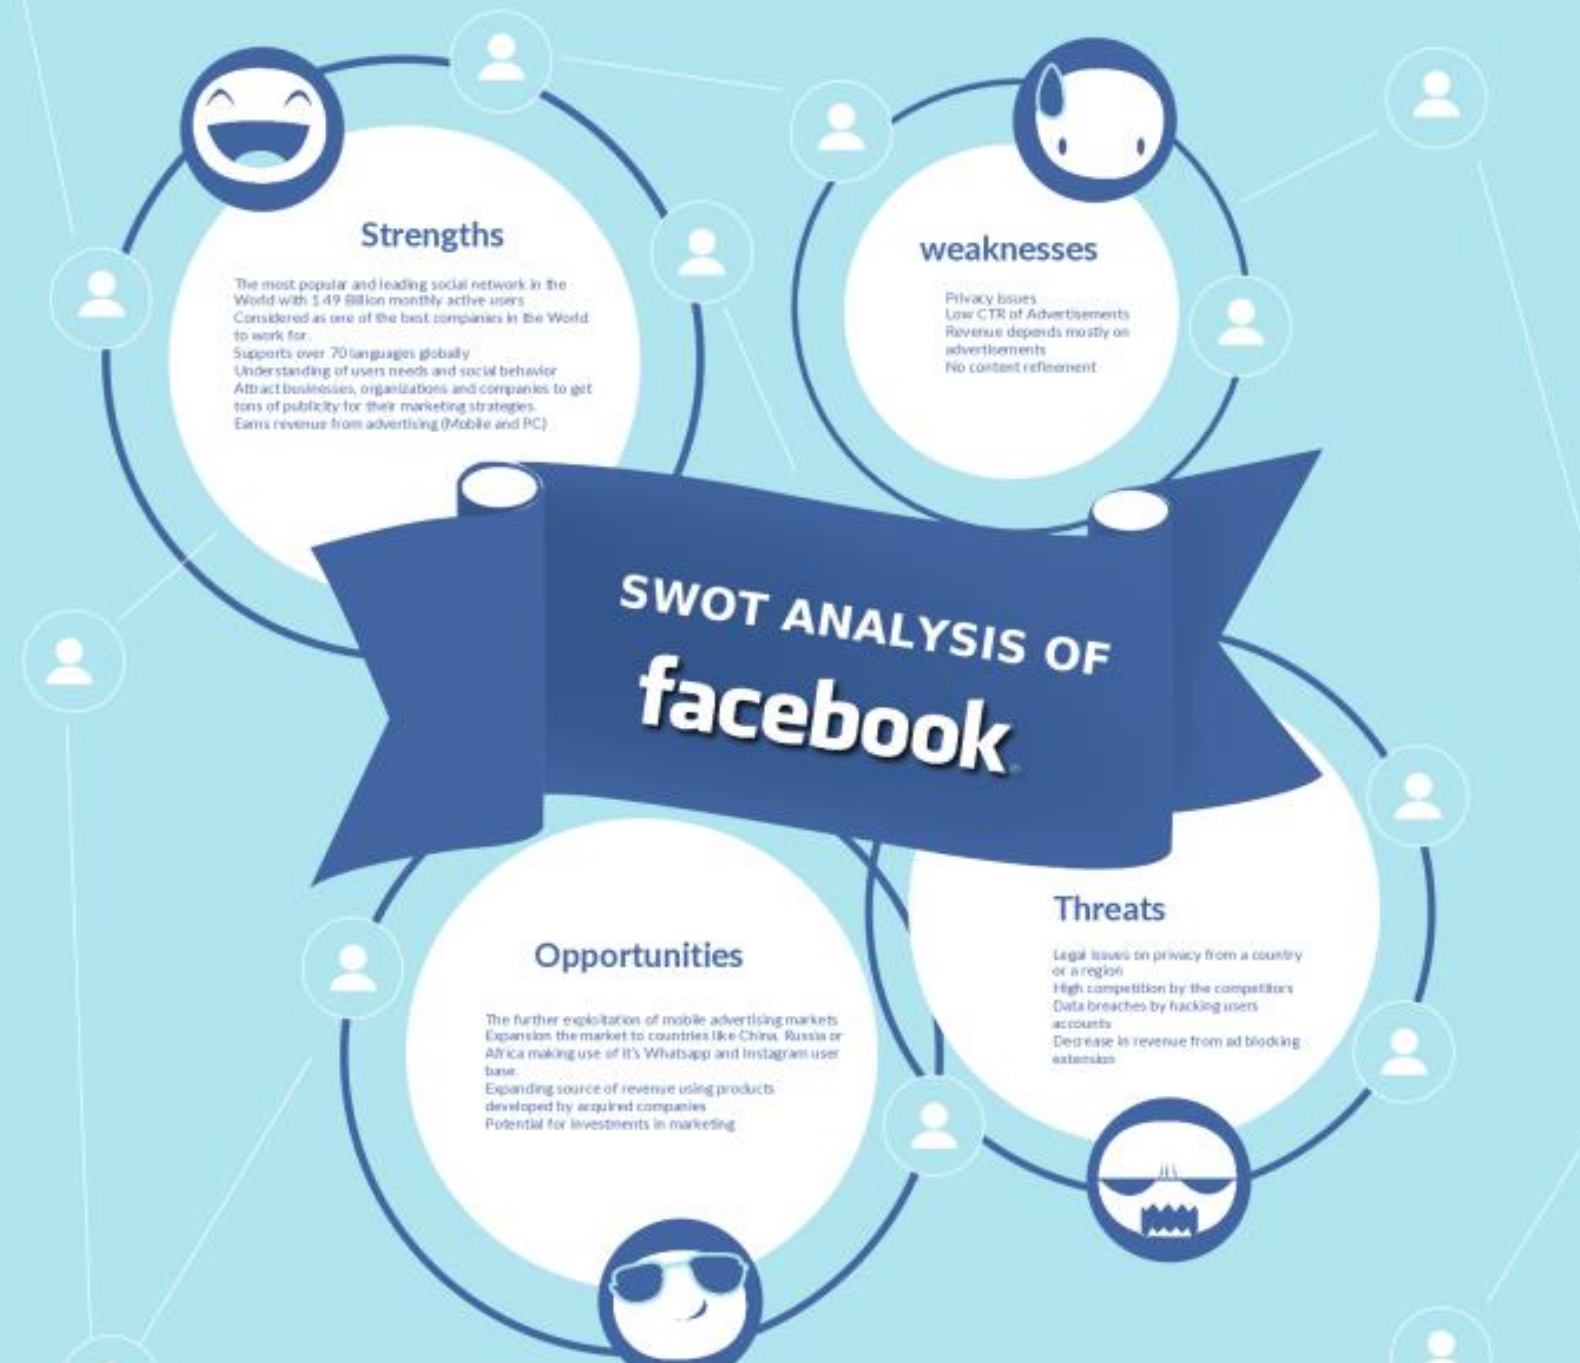 Strengths
The most popular and leading social network in the
World with 1.49 Billion monthly active users
Considered as one of the best companies in the World
to work for.
Supports over 70 languages globally
Understanding of users needs and social behavior
Attract businesses, organizations and companies to get
tons of publicity for their marketing strategies.
Earns revenue from advertising (Mobile and PC)
weaknesses
Privacy issues
Low CTR of Advertisements
Revenue depends mostly on
advertisements
No content refinement
SWOT ANALYSIS OF
facebook
Opportunities
The further exploitation of mobile advertising markets
Expansion the market to countries like China, Russia or
Africa making use of it's Whatsapp and Instagram user
base.
Expanding source of revenue using products
developed by acquired companies
Potential for investments in marketing
Threats
Legal issues on privacy from a country
or a region
High competition by the competitors
Data breaches by hacking users
accounts
Decrease in revenue from ad blocking
extension